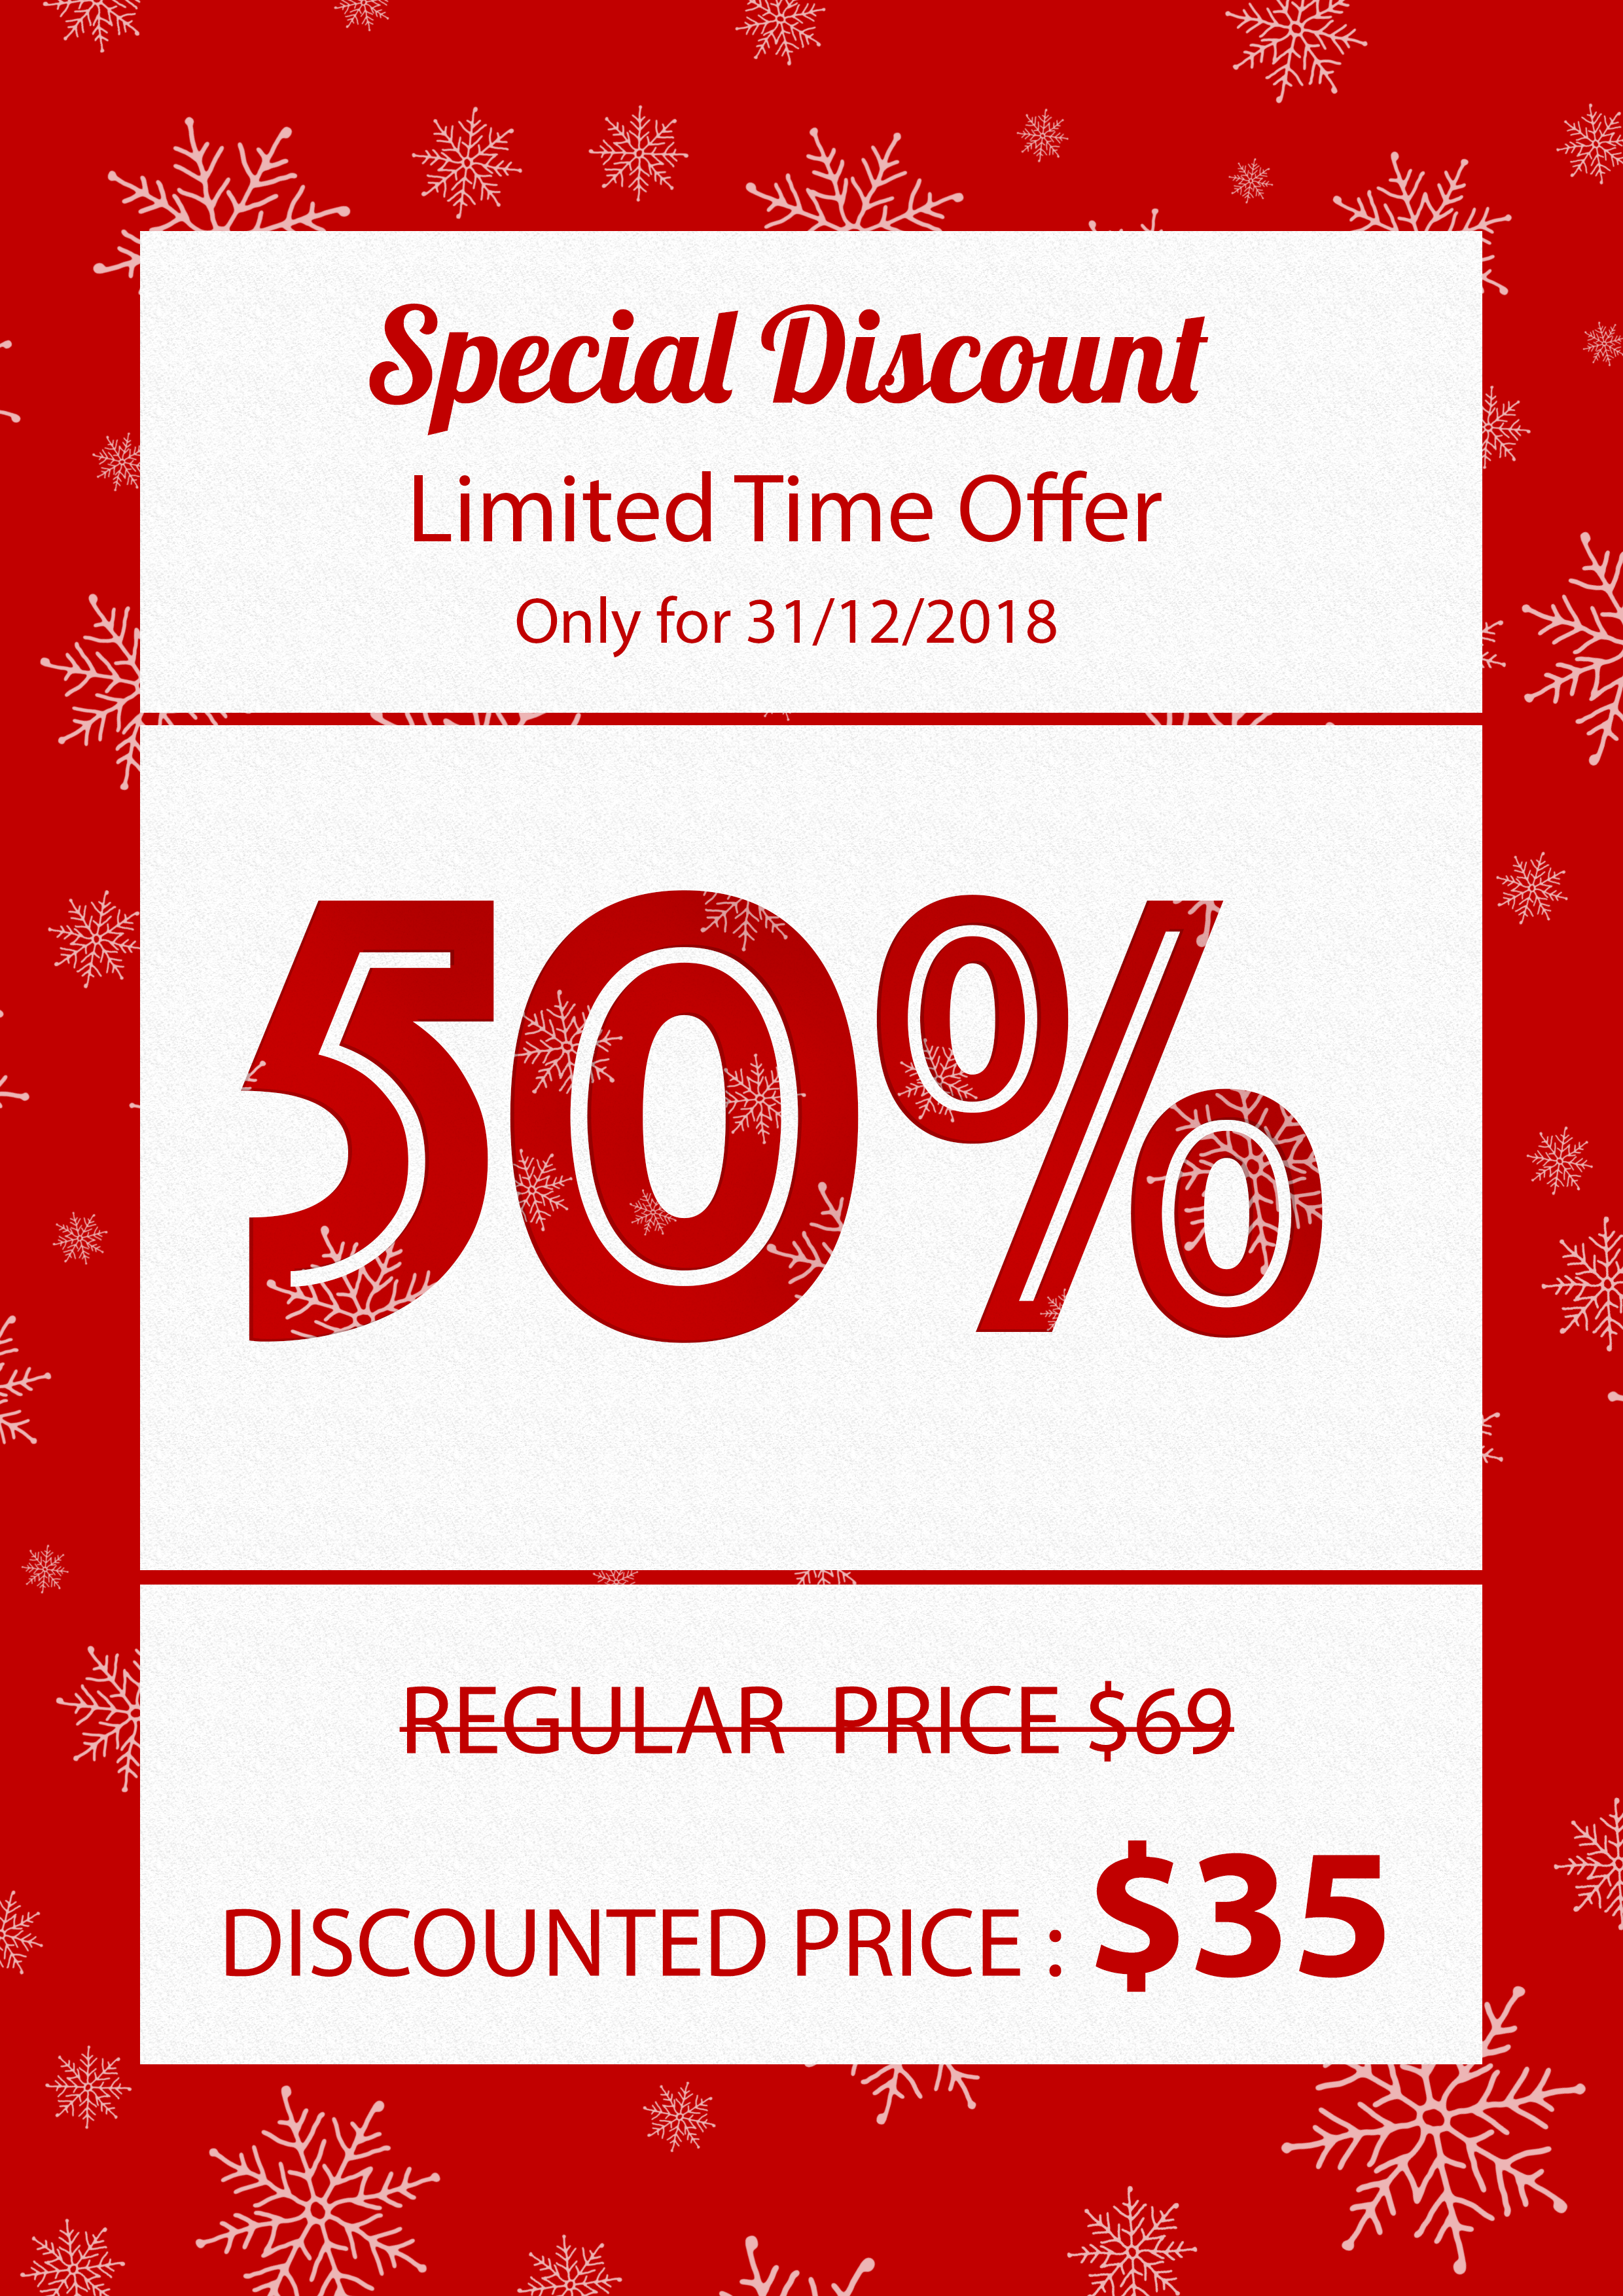 Special Discount
Limited Time Offer
Only for 31/12/2018
50%
REGULAR PRICE $69
DISCOUNTED PRICE : $35